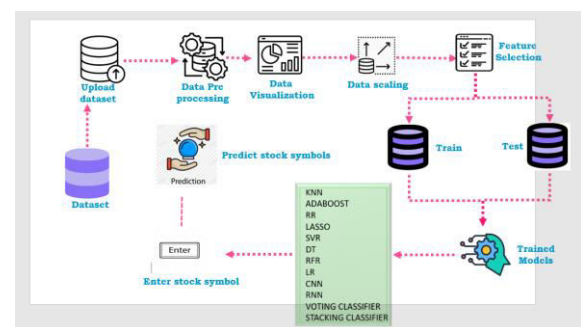 Upload
dataset
Data Pre
processing
Data
Visualization
Data scaling
Feature
Selection
Dataset
Prediction
Predict stock symbols
Train
Test
Enter
Enter stock symbol
KNN
ADABOOST
RR
LASSO
SVR
DT
RFR
LR
CNN
RNN
VOTING CLASSIFIER
STACKING CLASSIFIER
Trained
Models